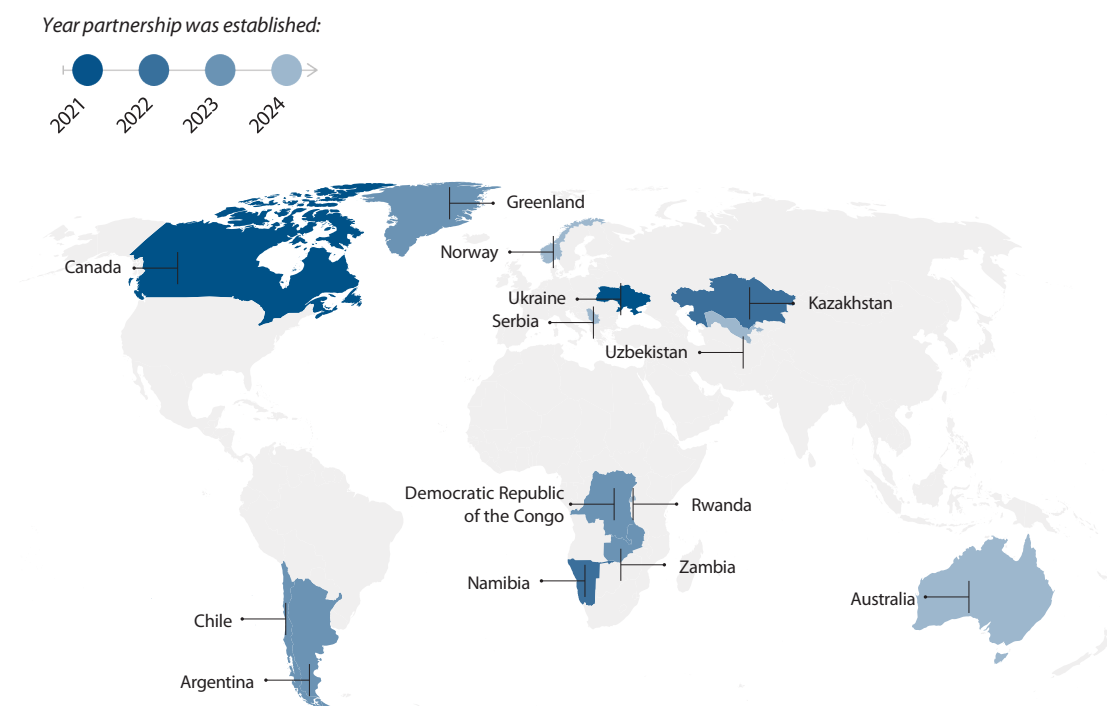 Year partnership was established:
2021
2022
2023
2024
Greenland
Norway
Canada
Ukraine
Kazakhstan
Serbia
Uzbekistan
Democratic Republic
of the Congo
Rwanda
Zambia
Namibia
Australia
Chile
Argentina